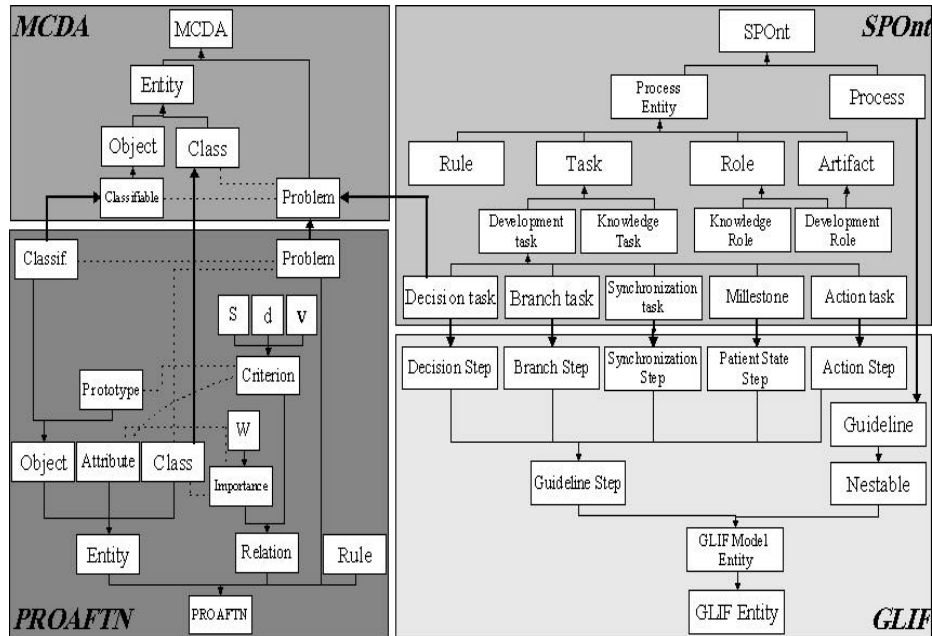 MCDA
MCDA
Entity
Object
Class
Classifiable
Problem
SPOnt
SPOnt
Process
Entity
Process
Rule
Task
Role
Artifact
Development
task
Knowledge
Task
Knowledge
Role
Development
Role
Decision task
Branch task
Synchronization
task
Millestone
Action task
Classif.
Problem
S
d
v
Criterion
Prototype
W
Object
Attribute
Class
Importance
Entity
Relation
Rule
PROAFTN
PROAFTN
Decision Step
Branch Step
Synchronization
Step
Patient State
Step
Action Step
Guideline
Guideline Step
Nestable
GLIF Model
Entity
GLIF Entity
GLIF